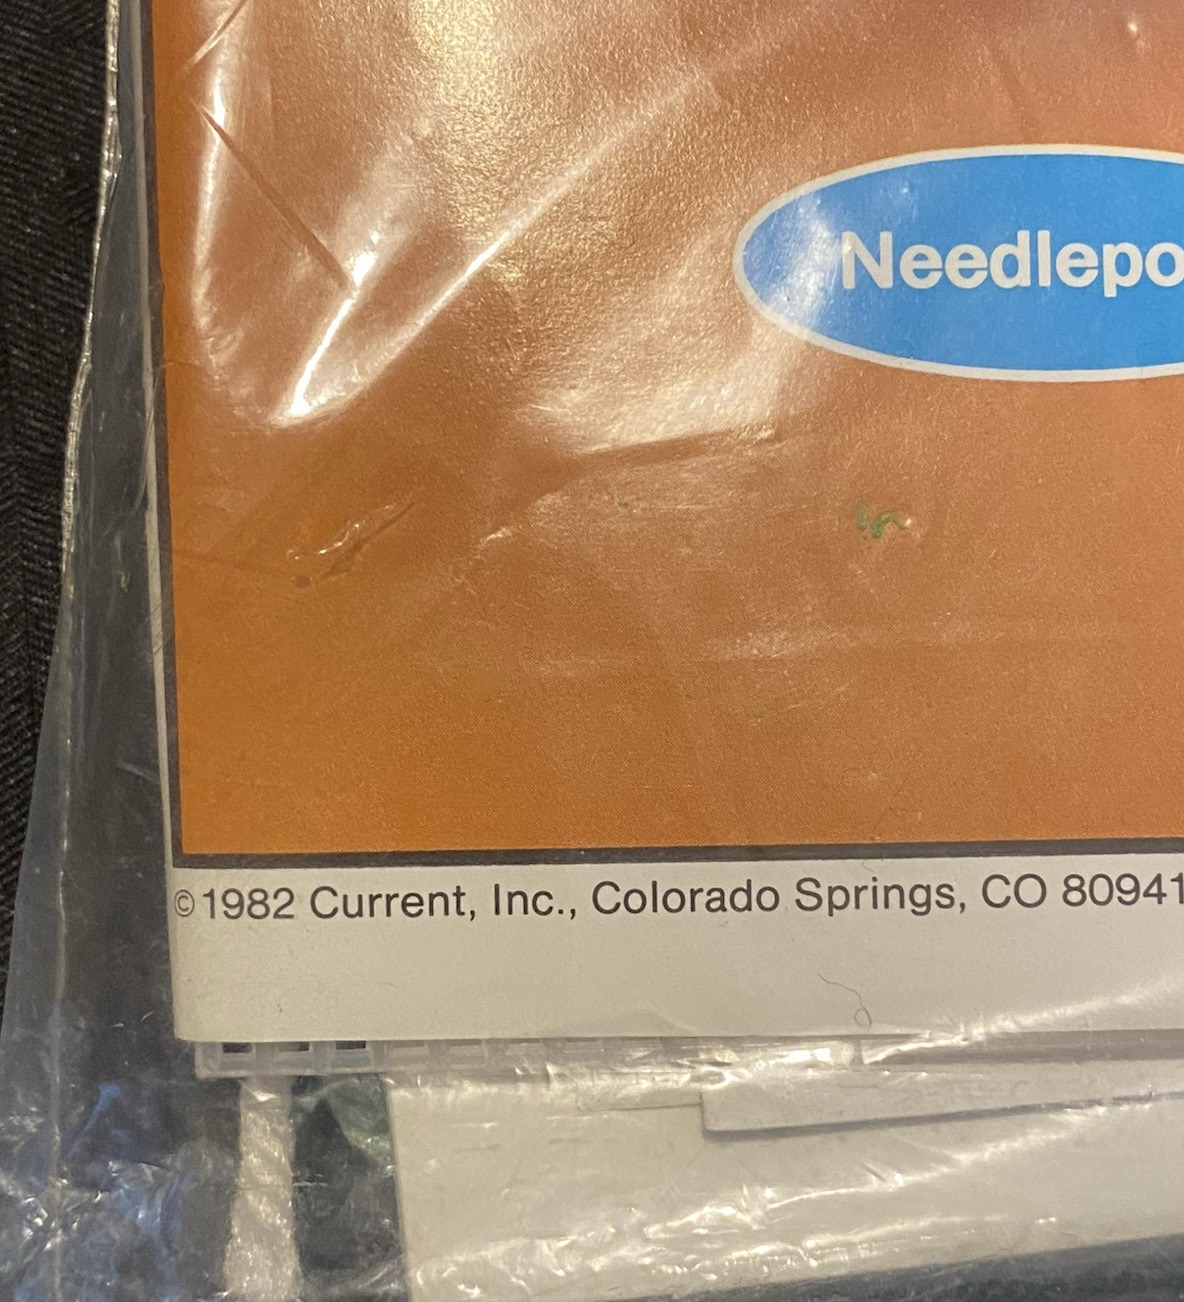 Needlepo
©1982 Current, Inc., Colorado Springs, CO 80941